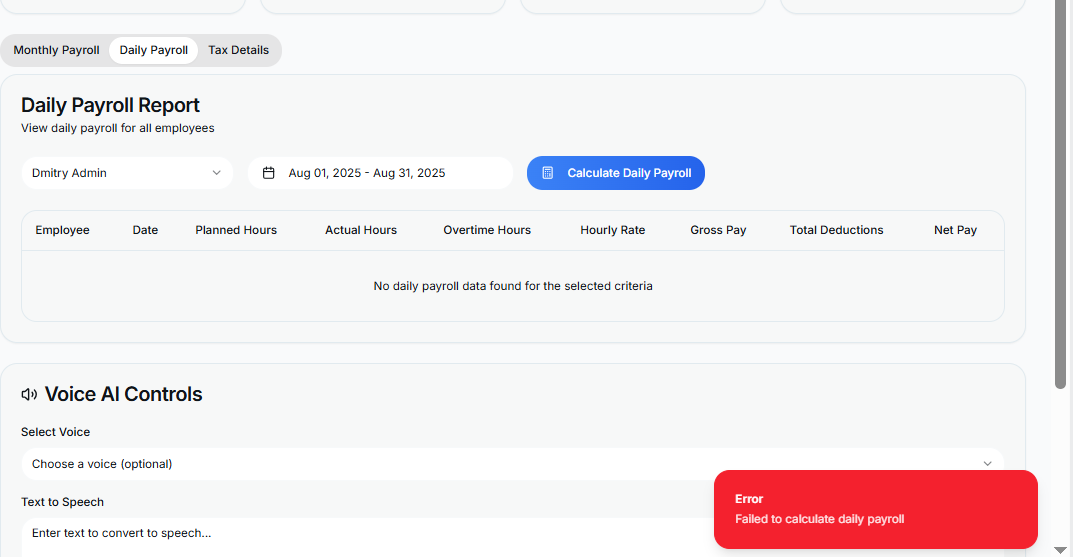 Monthly Payroll Daily Payroll Tax Details
Daily Payroll Report
View daily payroll for all employees
Dmitry Admin Aug 01, 2025 - Aug 31, 2025 Calculate Daily Payroll
Employee Date Planned Hours Actual Hours Overtime Hours Hourly Rate Gross Pay Total Deductions Net Pay
No daily payroll data found for the selected criteria
Voice AI Controls
Select Voice
Choose a voice (optional)
Text to Speech
Enter text to convert to speech...
Error
Failed to calculate daily payroll